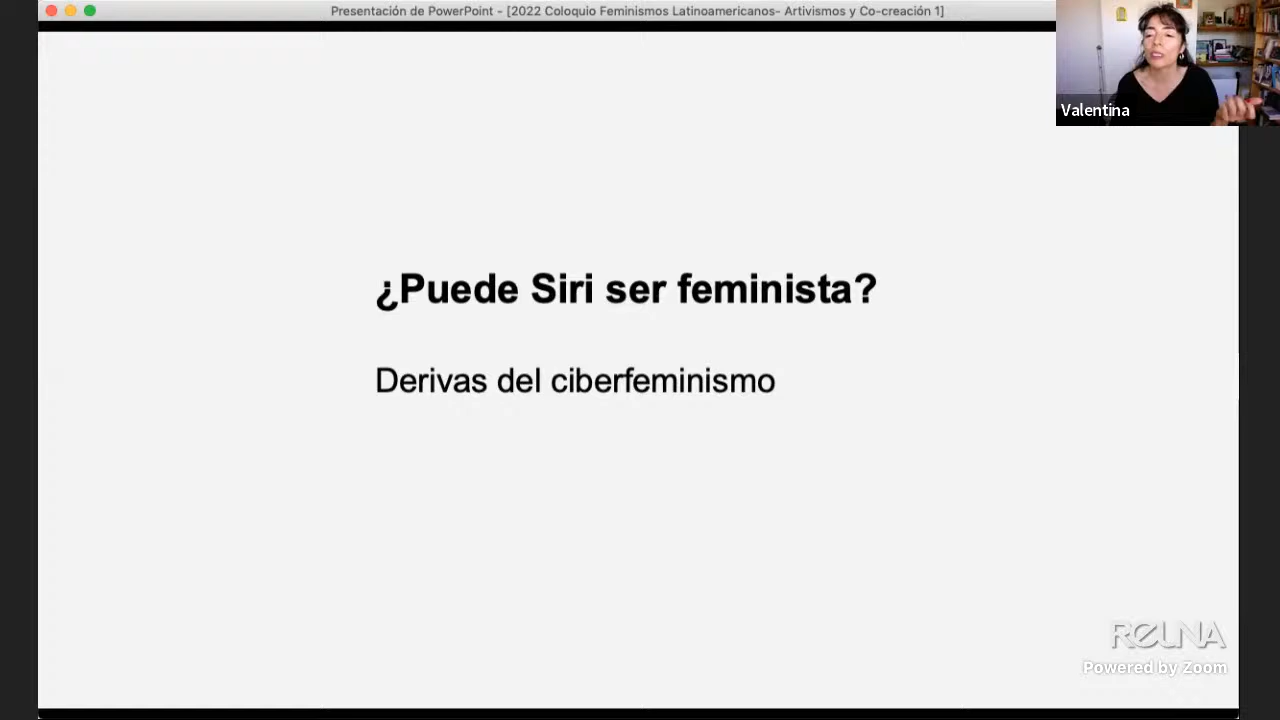 Presentación de PowerPoint - [2022 Coloquio Feminismos Latinoamericanos- Artivismos y Co-creación 1]
Valentina
¿Puede Siri ser feminista?
Derivas del ciberfeminismo
REUNA
Powered by Zoom